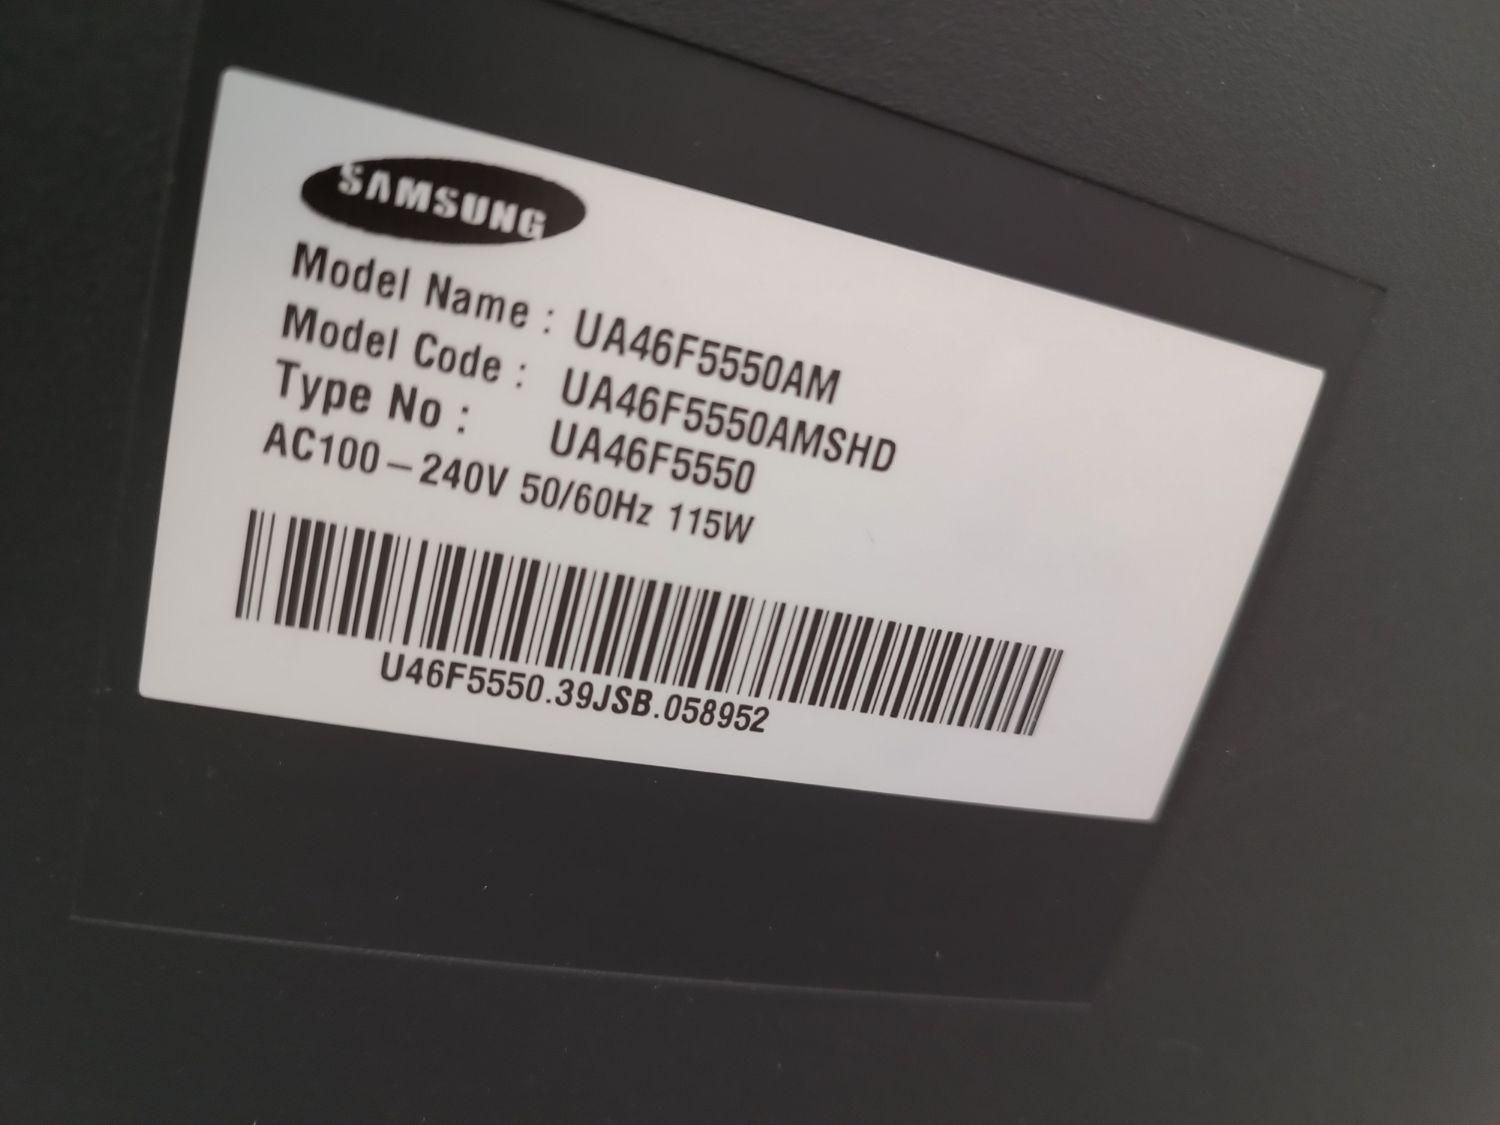 SAMSUNG
Model Name : UA46F5550AM
Model Code : UA46F5550AMSHD
Type No : UA46F5550
AC100-240V 50/60Hz 115W
U46F5550.39JSB.058952